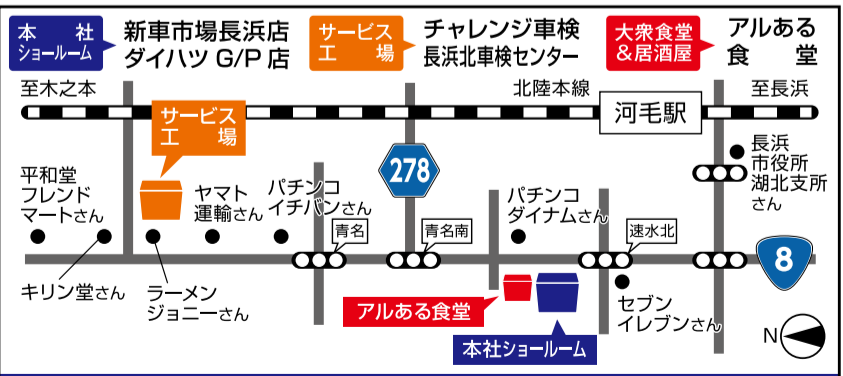 本社
ショールーム
新車市場長浜店
ダイハツ G/P 店
サービス
工場
チャレンジ車検
長浜北車検センター
大衆食堂
&居酒屋
アルある
食堂
至木之本
北陸本線
至長浜
河毛駅
サービス
工場
278
長浜
市役所
湖北支所
さん
平和堂
フレンド
マートさん
ヤマト
運輸さん
パチンコ
イチバンさん
パチンコ
ダイナムさん
青名
青名南
速水北
8
キリン堂さん
ラーメン
ジョニーさん
アルある食堂
本社ショールーム
セブン
イレブンさん
N